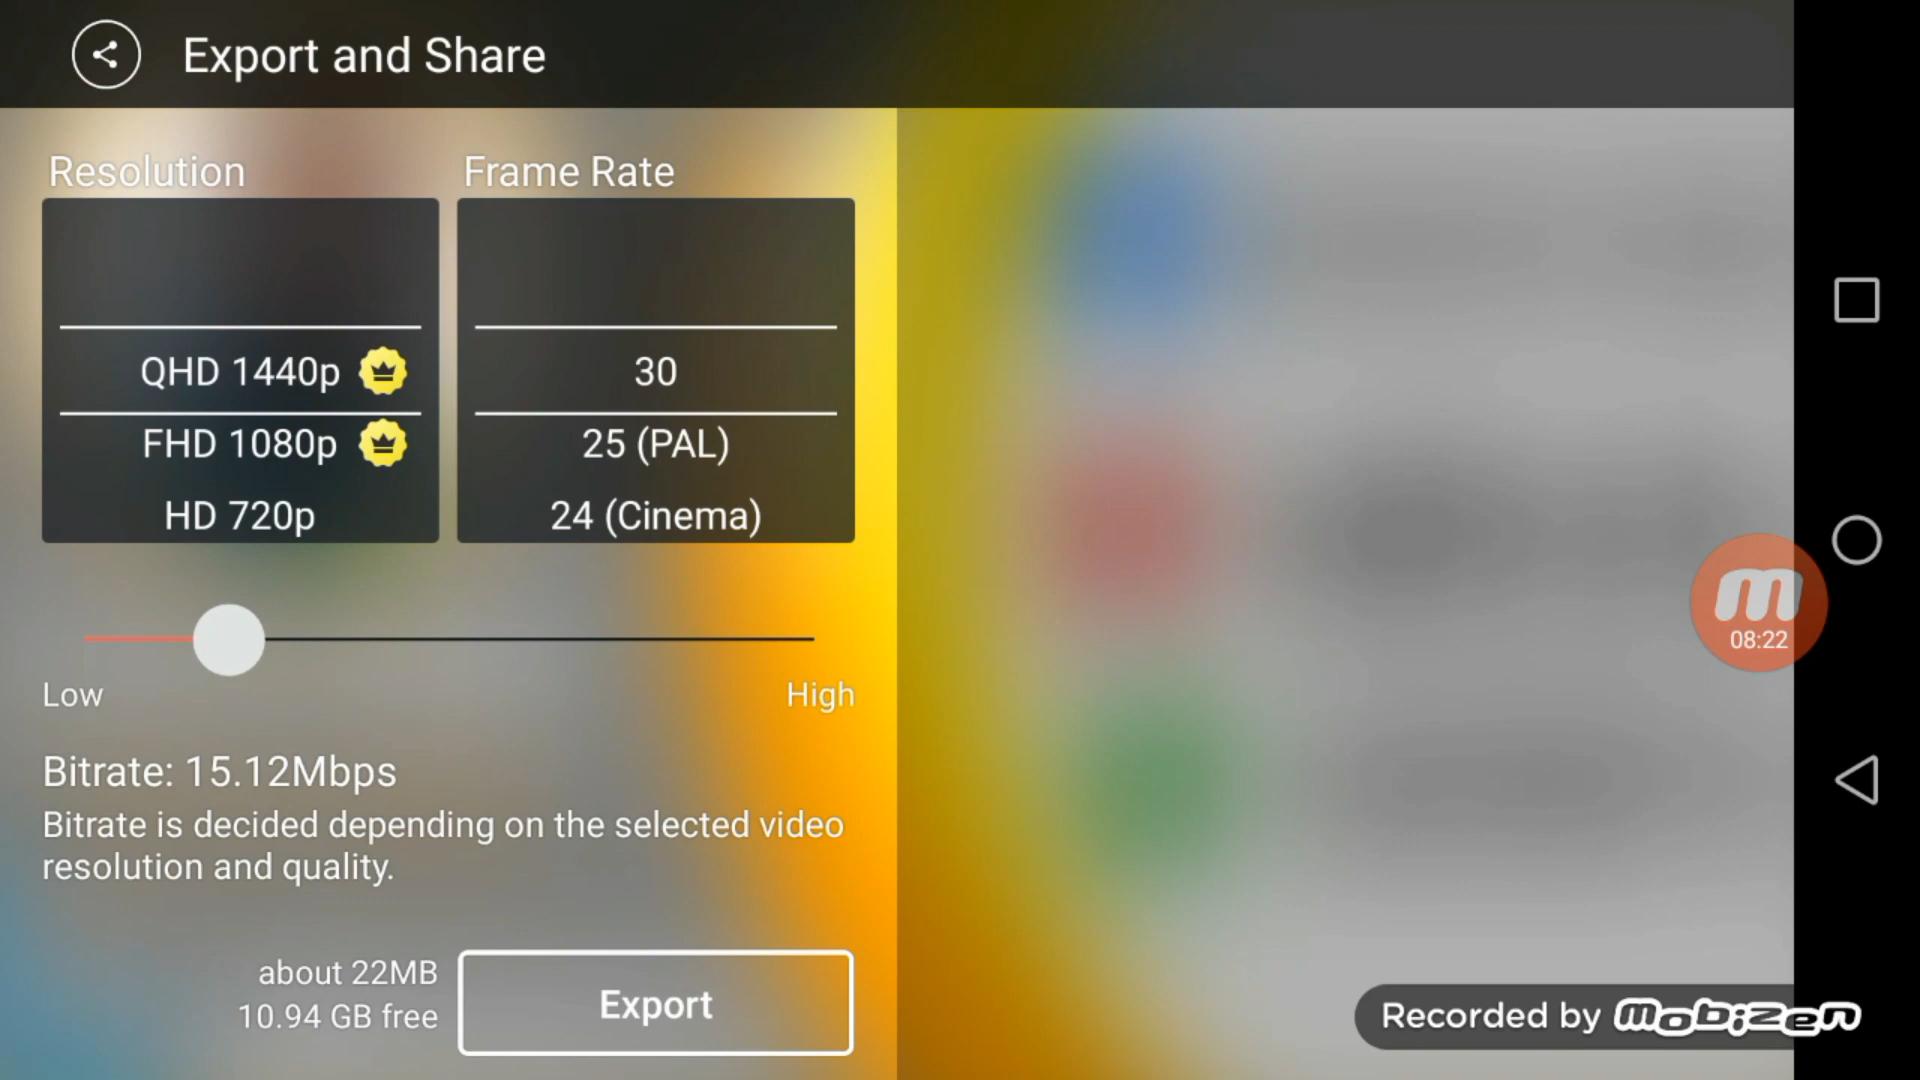 Export and Share
Resolution
Frame Rate
QHD 1440p
FHD 1080p
HD 720p
30
25 (PAL)
24 (Cinema)
Low
High
Bitrate: 15.12Mbps
Bitrate is decided depending on the selected video
resolution and quality.
about 22MB
10.94 GB free
Export
m
08:22
Recorded by mobizen